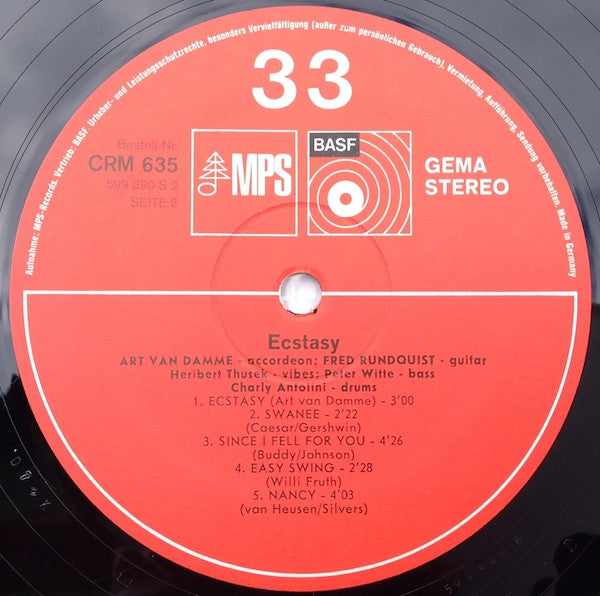 Aufnahme: MPS-Records. Vertrieb: BASF. Urheber- und Leistungsschutzrechte, besonders Vervielfältigung (außer zum persönlichen Gebrauch), Vermietung, Aufführung, Sendung vorbehalten. Made in Germany
33
Bestell-Nr.
CRM 635
599 390 S 2
SEITE 2
MPS
BASF
GEMA
STEREO
Ecstasy
ART VAN DAMME - accordeon; FRED RUNDQUIST - guitar
Heribert Thusek - vibes; Peter Witte - bass
Charly Antolini - drums
1. ECSTASY (Art van Damme) - 3'00
2. SWANEE - 2'22
(Caesar/Gershwin)
3. SINCE I FELL FOR YOU - 4'26
(Buddy/Johnson)
4. EASY SWING - 2'28
(Willi Fruth)
5. NANCY - 4'03
(van Heusen/Silvers)